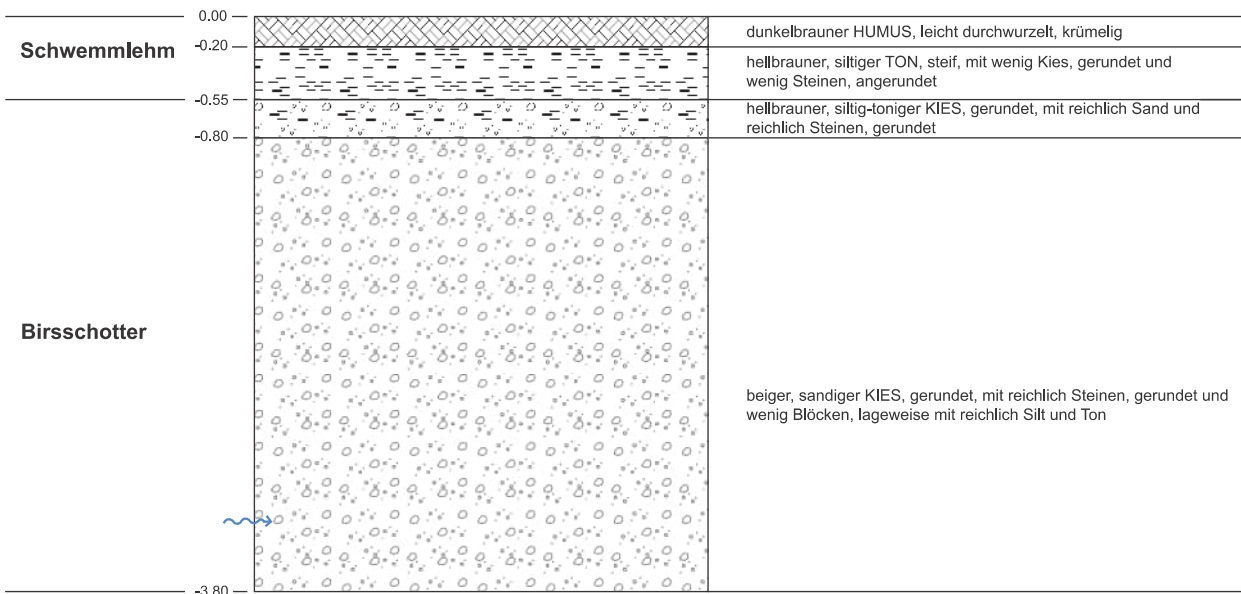 0.00
dunkelbrauner HUMUS, leicht durchwurzelt, krümelig
Schwemmlehm
-0.20
hellbrauner, siltiger TON, steif, mit wenig Kies, gerundet und
wenig Steinen, angerundet
-0.55
hellbrauner, siltig-toniger KIES, gerundet, mit reichlich Sand und
reichlich Steinen, gerundet
-0.80
Birsschotter
beiger, sandiger KIES, gerundet, mit reichlich Steinen, gerundet und
wenig Blöcken, lageweise mit reichlich Silt und Ton
-3.80